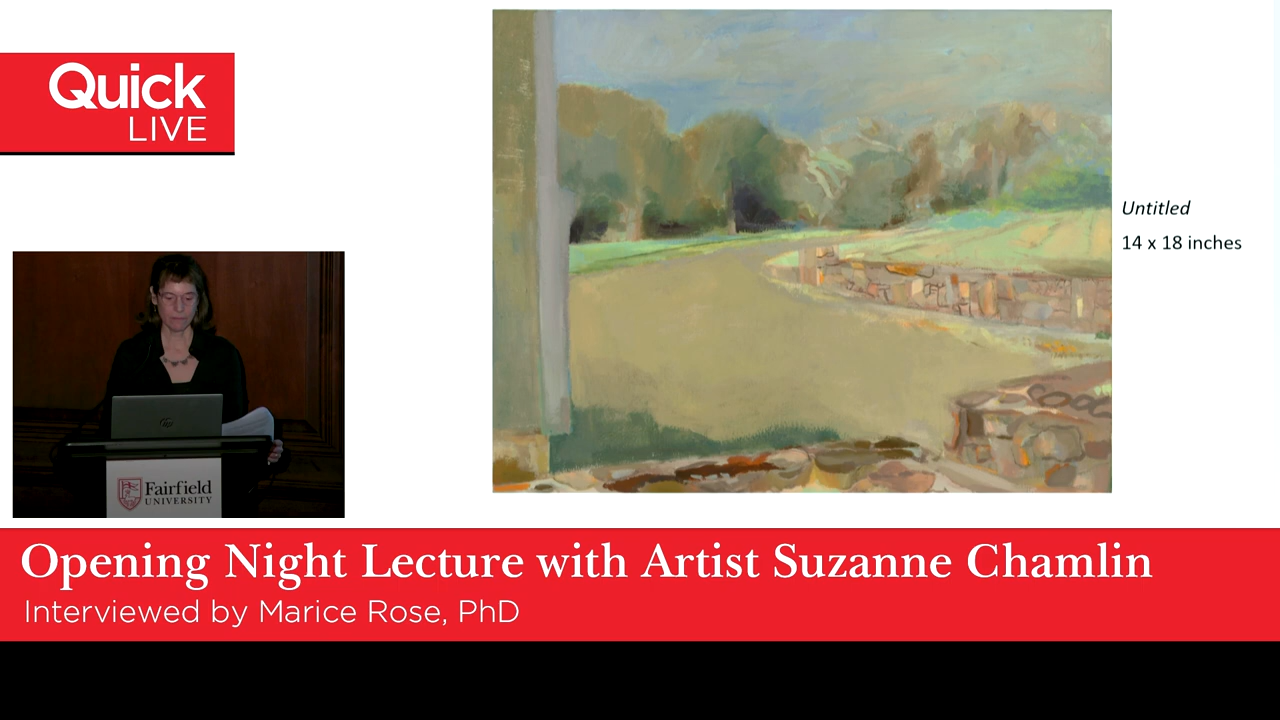 Quick
LIVE
Untitled
14 x 18 inches
Fairfield
UNIVERSITY
Opening Night Lecture with Artist Suzanne Chamlin
Interviewed by Marice Rose, PhD